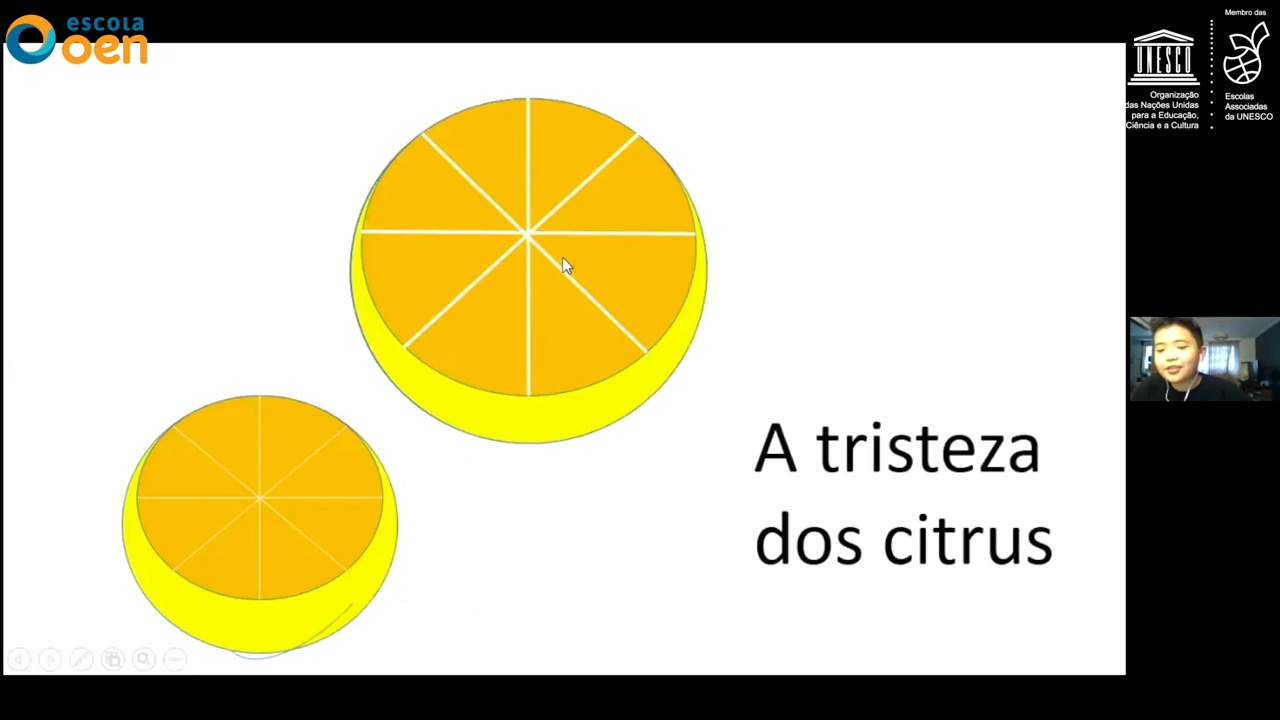 escola
oen
Membro das
UNESCO
Organização
das Nações Unidas
para a Educação,
Ciência e a Cultura
Escolas
Associadas
da UNESCO
A tristeza
dos citrus